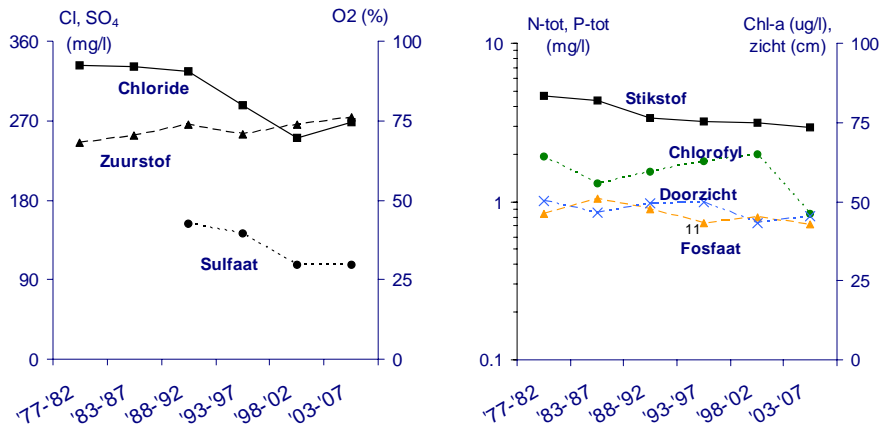 Cl, SO₄
(mg/l)
O2 (%)
360
270
180
90
0
100
75
50
25
0
Chloride
Zuurstof
Sulfaat
'77-'82
'83-'87
'88-'92
'93-'97
'98-'02
'03-'07
N-tot, P-tot
(mg/l)
Chl-a (ug/l),
zicht (cm)
10
1
0.1
100
75
50
25
0
Stikstof
Chlorofyl
Doorzicht
11
Fosfaat
'77-'82
'83-'87
'88-'92
'93-'97
'98-'02
'03-'07